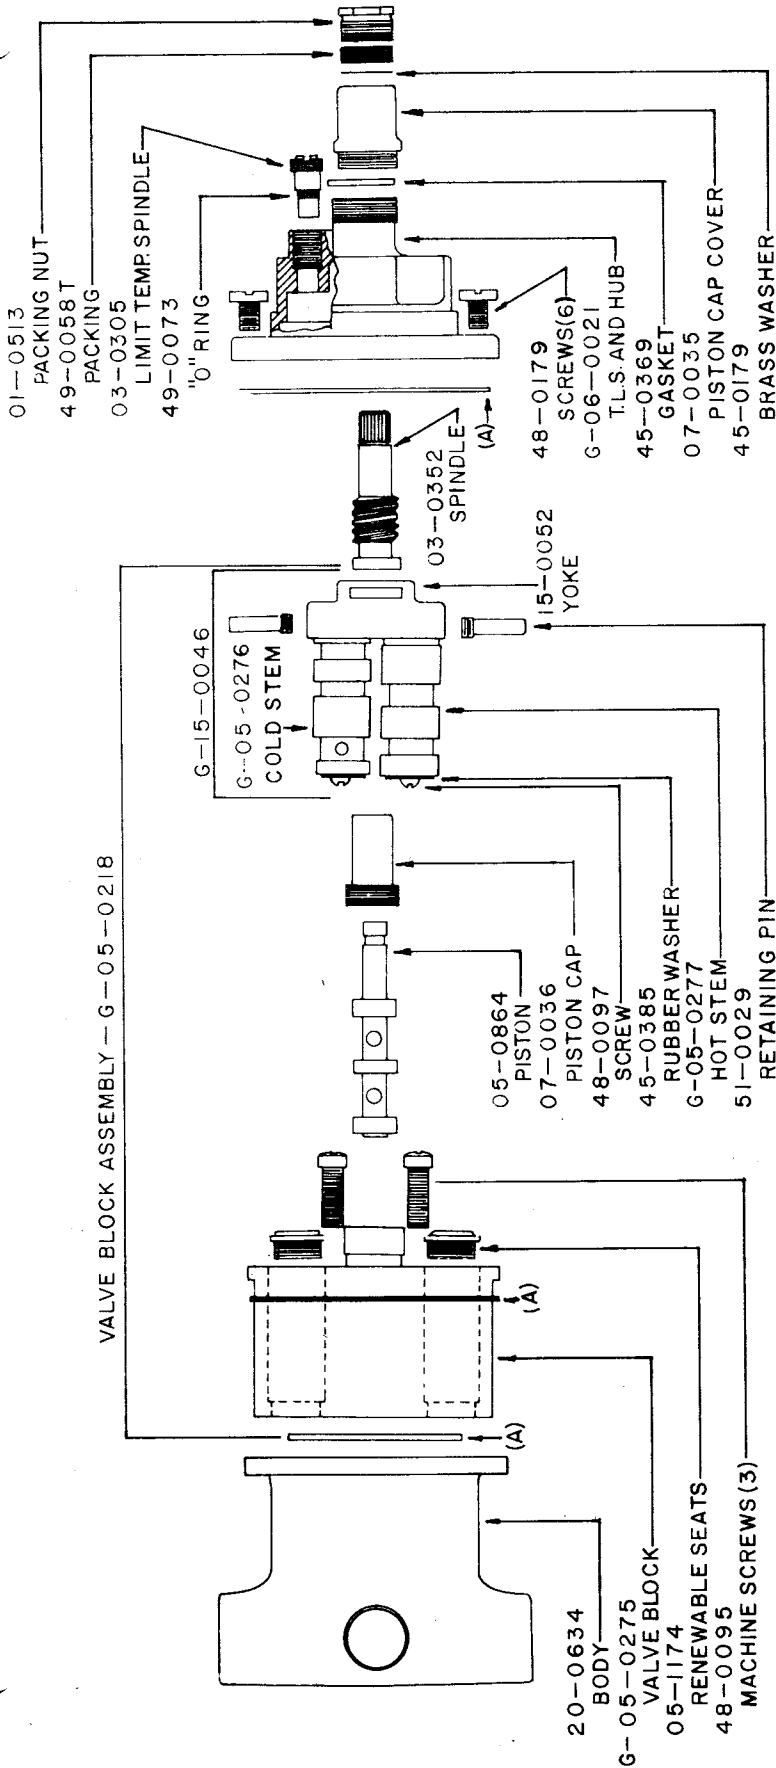 VALVE BLOCK ASSEMBLY—G—05—0218
G—15—0046
G—05-0276
COLD STEM
01—0513
PACKING NUT
49—0058T
PACKING
03—0305
LIMIT TEMP. SPINDLE
49—0073
"O" RING
20—0634
BODY
G—05—0275
VALVE BLOCK
05—1174
RENEWABLE SEATS
48—0095
MACHINE SCREWS(3)
(A)
(A)
05—0864
PISTON
07—0036
PISTON CAP
48—0097
SCREW
45—0385
RUBBER WASHER
G—05—0277
HOT STEM
51—0029
RETAINING PIN
15—0052
YOKE
03—0352
SPINDLE
(A)
48—0179
SCREWS(6)
G—06—0021
T.L.S. AND HUB
45—0369
GASKET
07—0035
PISTON CAP COVER
45—0179
BRASS WASHER